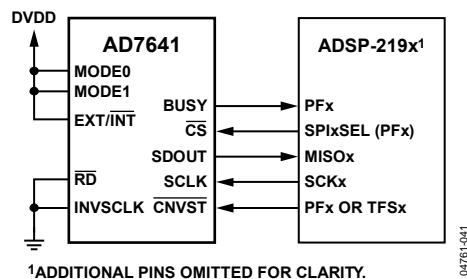 DVDD
AD7641
MODE0
MODE1
EXT/INT
BUSY
CS
SDOUT
RD
SCLK
INVSCLK
CNVST
ADSP-219x¹
PFx
SPIxSEL (PFx)
MISOx
SCKx
PFx OR TFSx
¹ADDITIONAL PINS OMITTED FOR CLARITY.
04761-041